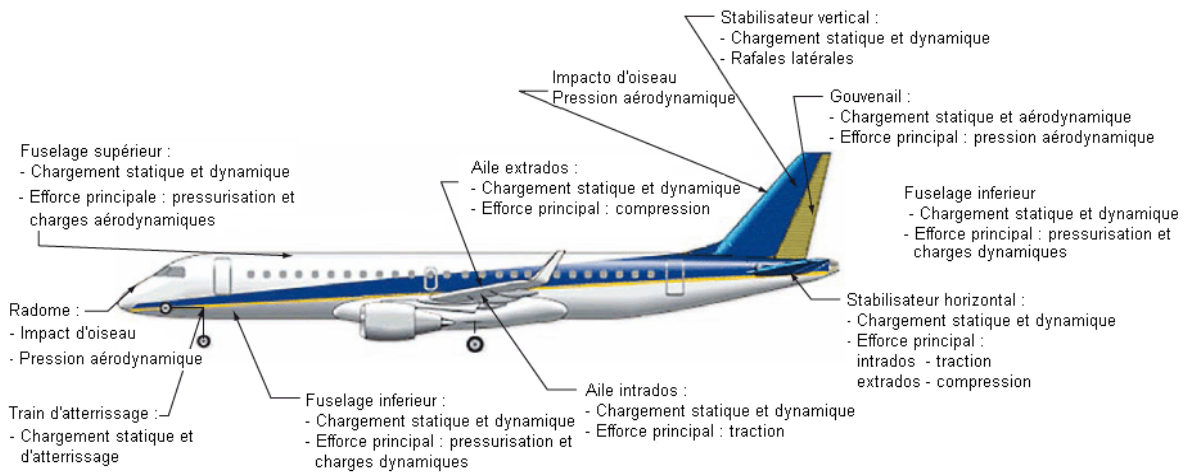 Stabilisateur vertical :
- Chargement statique et dynamique
- Rafales latérales
Impacto d'oiseau
Pression aérodynamique
Gouvenail :
- Chargement statique et aérodynamique
- Efforce principal : pression aérodynamique
Fuselage supérieur :
- Chargement statique et dynamique
- Efforce principale : pressurisation et
charges aérodynamiques
Aile extrados :
- Chargement statique et dynamique
- Efforce principal : compression
Fuselage inferieur
- Chargement statique et dynamique
- Efforce principal : pressurisation et
charges dynamiques
Radome :
- Impact d'oiseau
- Pression aérodynamique
Stabilisateur horizontal :
- Chargement statique et dynamique
- Efforce principal :
intrados - traction
extrados - compression
Train d'atterrissage :
- Chargement statique et
d'atterrissage
Fuselage inferieur :
- Chargement statique et dynamique
- Efforce principal : pressurisation et
charges dynamiques
Aile intrados :
- Chargement statique et dynamique
- Efforce principal : traction